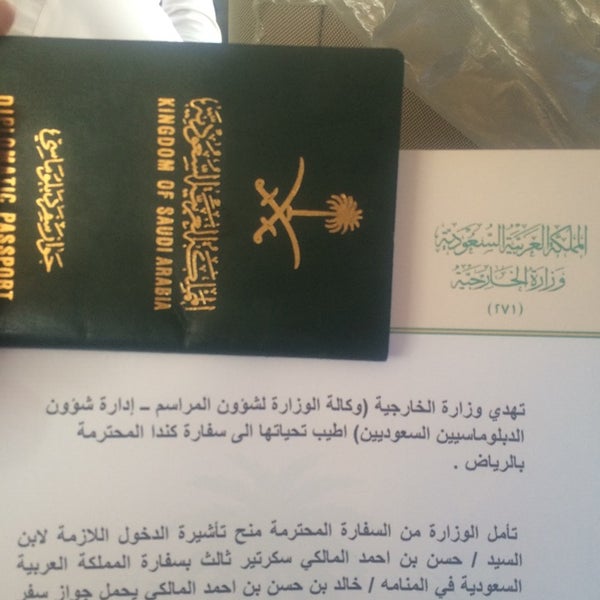 المملكة العربية السعودية
KINGDOM OF SAUDI ARABIA
جواز سفر دبلوماسي
DIPLOMATIC PASSPORT
المملكة العربية السعودية
وزارة الخارجية
(٢٧١)
تهدي وزارة الخارجية (وكالة الوزارة لشؤون المراسم – إدارة شؤون
الدبلوماسيين السعوديين) اطيب تحياتها الى سفارة كندا المحترمة
بالرياض .
تأمل الوزارة من السفارة المحترمة منح تأشيرة الدخول اللازمة لابن
السيد / حسن بن احمد المالكي سكرتير ثالث بسفارة المملكة العربية
السعودية في المنامه / خالد بن حسن بن احمد المالكي يحمل جواز سفر